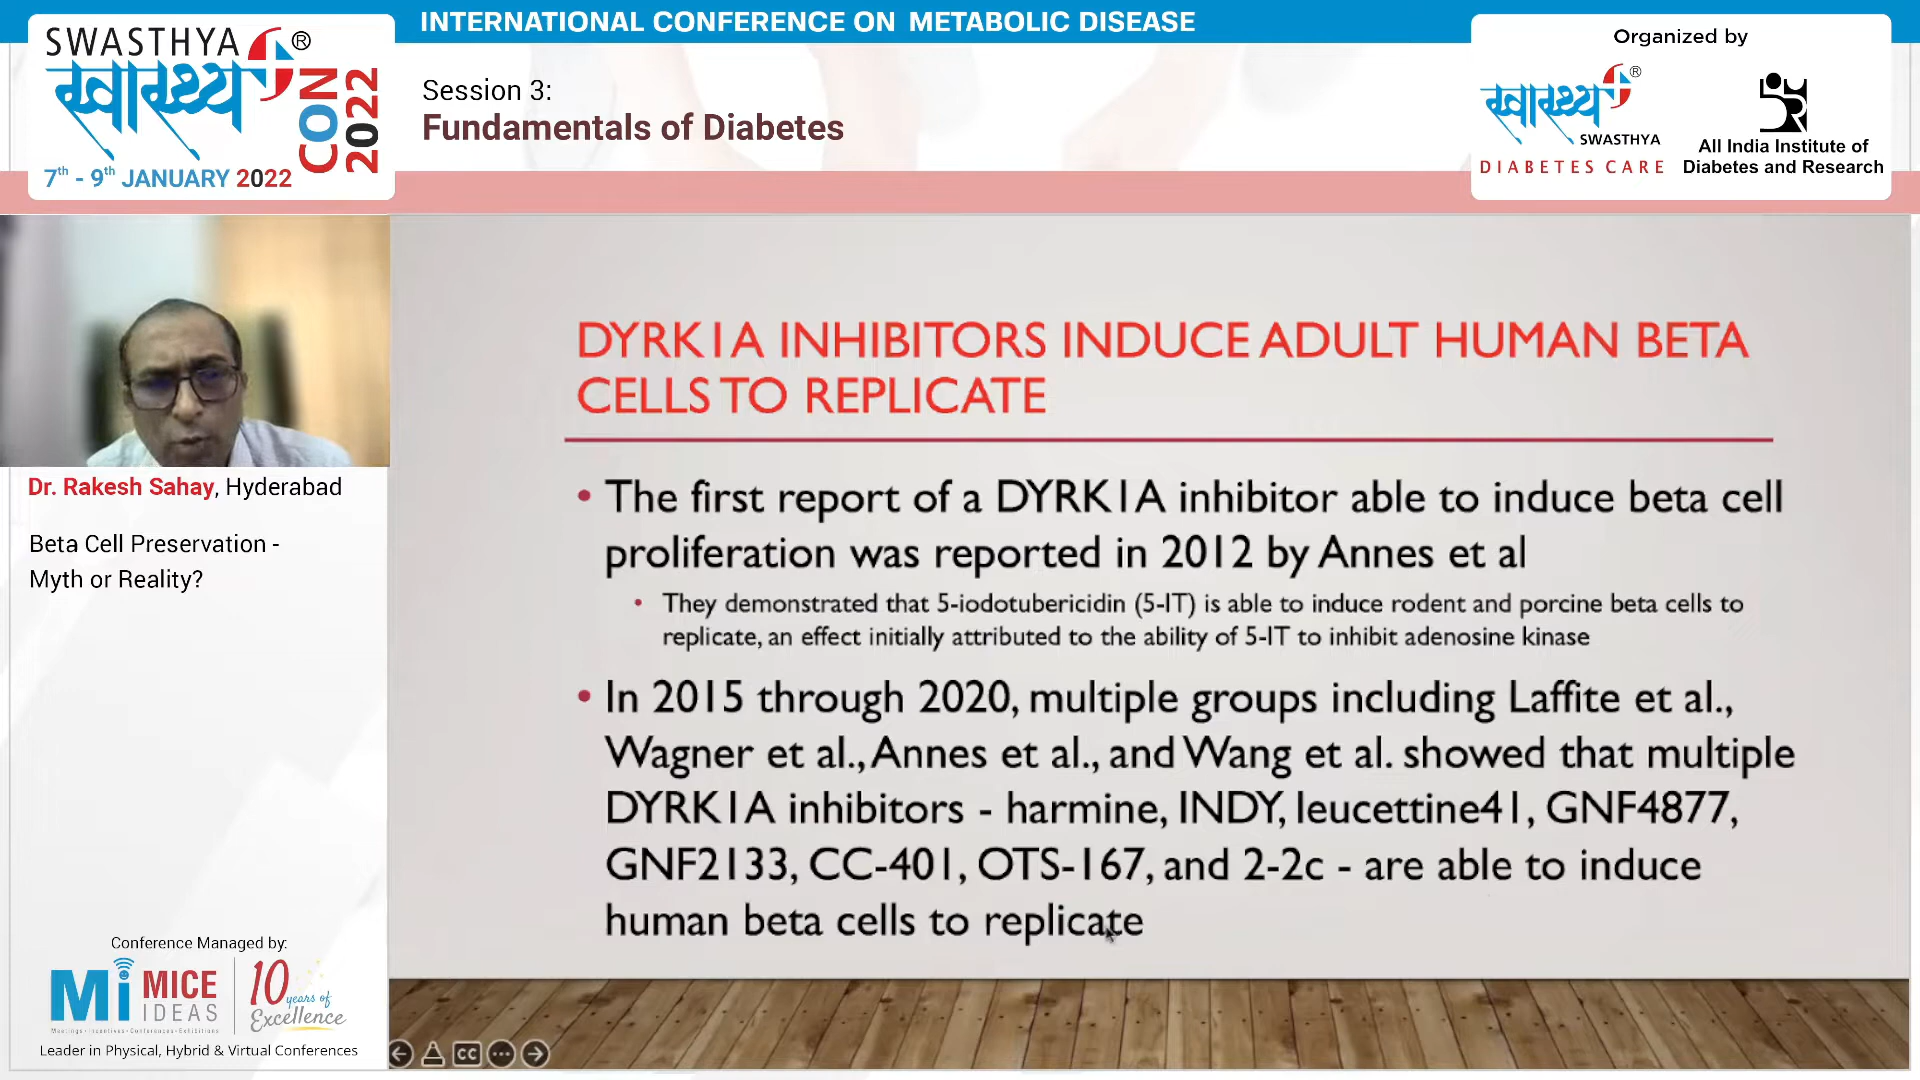 INTERNATIONAL CONFERENCE ON METABOLIC DISEASE
SWASTHYA ®
स्वास्थ्य
CON 2022
7th - 9th JANUARY 2022
Session 3:
Fundamentals of Diabetes
Organized by
स्वास्थ्य ®
SWASTHYA
DIABETES CARE
All India Institute of
Diabetes and Research
Dr. Rakesh Sahay, Hyderabad
Beta Cell Preservation -
Myth or Reality?
DYRK1A INHIBITORS INDUCE ADULT HUMAN BETA
CELLS TO REPLICATE
• The first report of a DYRK1A inhibitor able to induce beta cell
proliferation was reported in 2012 by Annes et al
• They demonstrated that 5-iodotubericidin (5-IT) is able to induce rodent and porcine beta cells to
replicate, an effect initially attributed to the ability of 5-IT to inhibit adenosine kinase
• In 2015 through 2020, multiple groups including Laffite et al.,
Wagner et al., Annes et al., and Wang et al. showed that multiple
DYRK1A inhibitors - harmine, INDY, leucettine41, GNF4877,
GNF2133, CC-401, OTS-167, and 2-2c - are able to induce
human beta cells to replicate
Conference Managed by:
Mi MICE
IDEAS
Meetings • Incentives • Conferences • Exhibitions
10
years of
Excellence
Leader in Physical, Hybrid & Virtual Conferences
CC